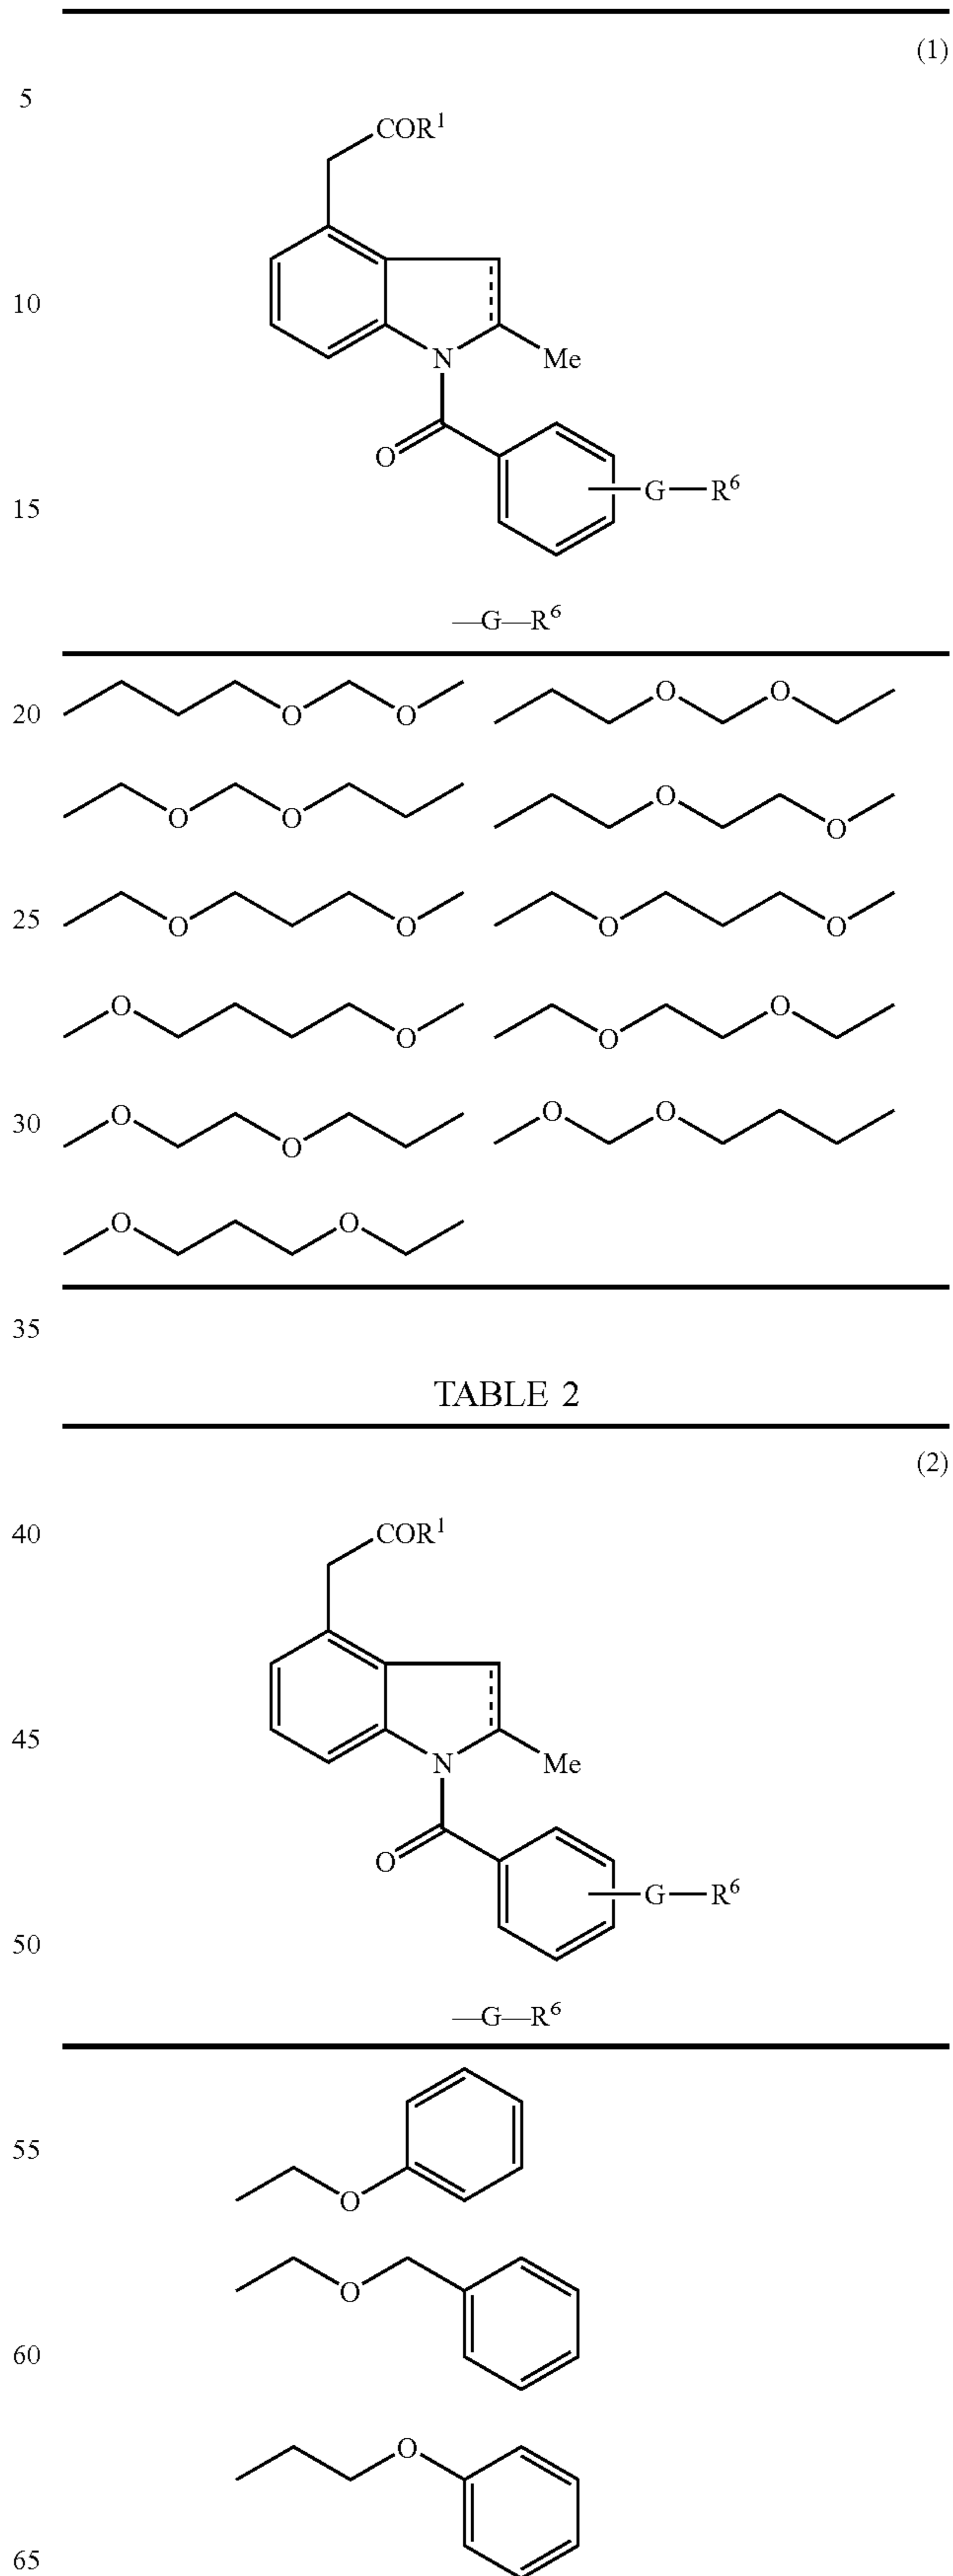 (1)
5
COR¹
10
N
Me
O
15
G
R⁶
—G—R⁶
20
O O
O O
O O
O
O
25
O O
O O
O
O
O
O
30
O
O
O O
O O
35
TABLE 2
(2)
40
COR¹
45
N
Me
O
G
R⁶
50
—G—R⁶
55
O
O
60
O
65